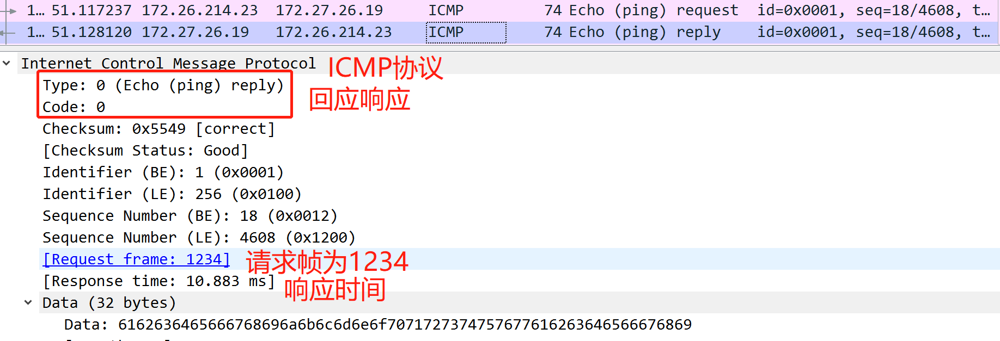 1… 51.117237 172.26.214.23 172.27.26.19 ICMP 74 Echo (ping) request id=0x0001, seq=18/4608, t…
1… 51.128120 172.27.26.19 172.26.214.23 ICMP 74 Echo (ping) reply id=0x0001, seq=18/4608, t…
Internet Control Message Protocol ICMP协议
Type: 0 (Echo (ping) reply) 回应响应
Code: 0
Checksum: 0x5549 [correct]
[Checksum Status: Good]
Identifier (BE): 1 (0x0001)
Identifier (LE): 256 (0x0100)
Sequence Number (BE): 18 (0x0012)
Sequence Number (LE): 4608 (0x1200)
[Request frame: 1234] 请求帧为1234
[Response time: 10.883 ms] 响应时间
Data (32 bytes)
Data: 6162636465666768696a6b6c6d6e6f7071727374757677616263646566676869